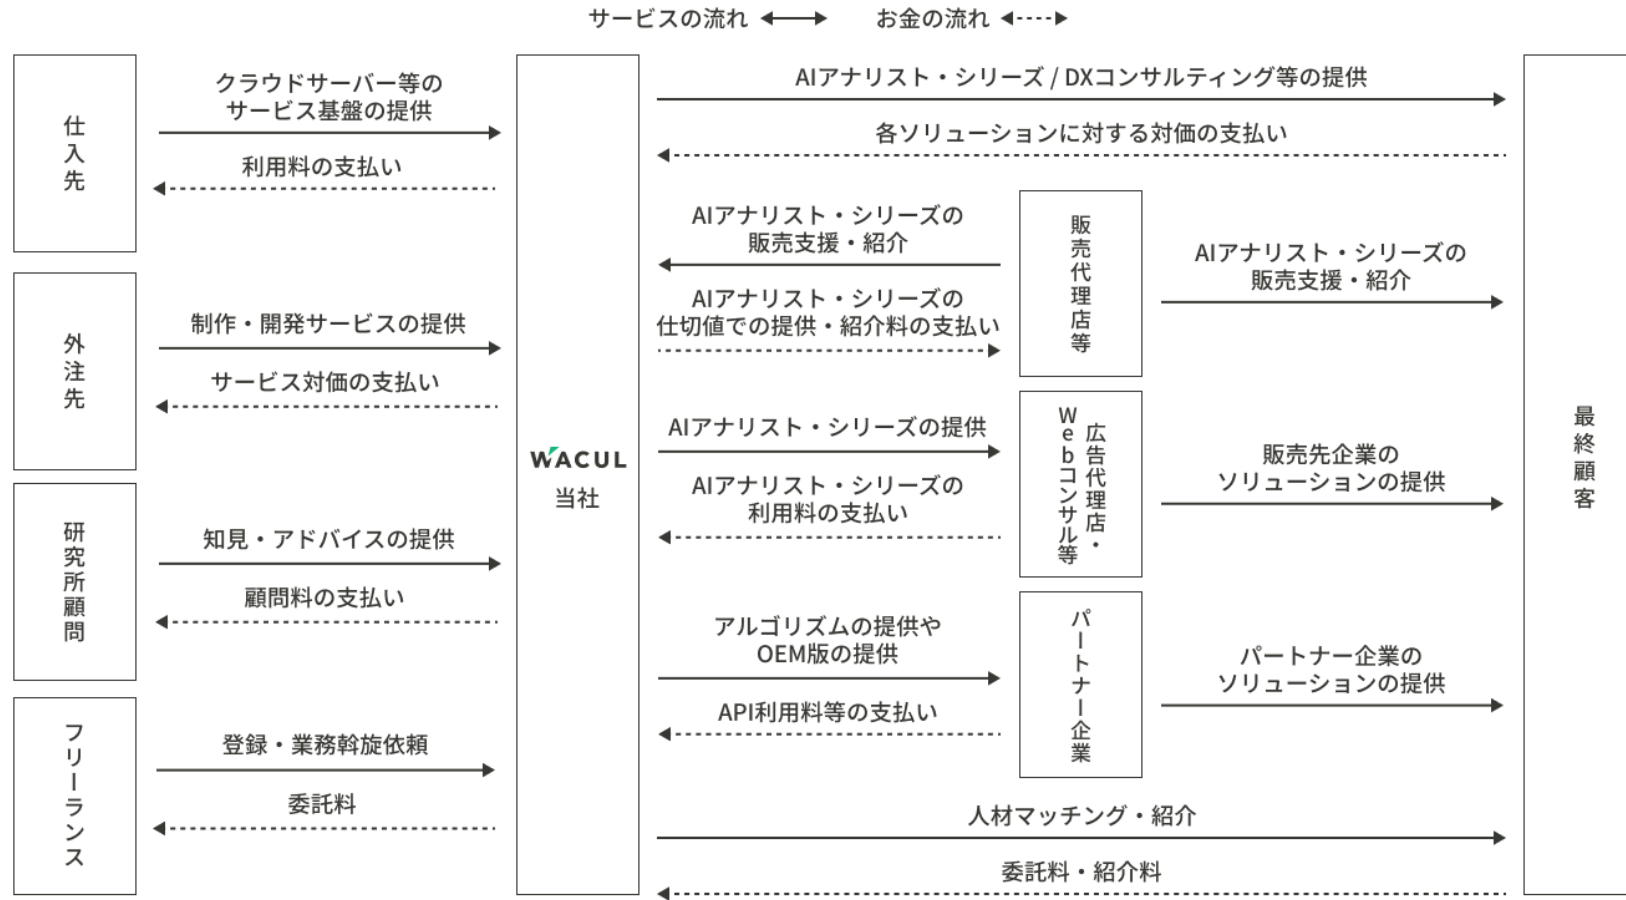 サービスの流れ
お金の流れ
仕入先
クラウドサーバー等の
サービス基盤の提供
利用料の支払い
外注先
制作・開発サービスの提供
サービス対価の支払い
研究所顧問
知見・アドバイスの提供
顧問料の支払い
フリーランス
登録・業務斡旋依頼
委託料
WACUL
当社
AIアナリスト・シリーズ / DXコンサルティング等の提供
各ソリューションに対する対価の支払い
AIアナリスト・シリーズの
販売支援・紹介
AIアナリスト・シリーズの
仕切値での提供・紹介料の支払い
販売代理店等
AIアナリスト・シリーズの
販売支援・紹介
AIアナリスト・シリーズの提供
AIアナリスト・シリーズの
利用料の支払い
広告代理店・
Webコンサル等
販売先企業の
ソリューションの提供
アルゴリズムの提供や
OEM版の提供
API利用料等の支払い
パートナー企業
パートナー企業の
ソリューションの提供
人材マッチング・紹介
委託料・紹介料
最終顧客